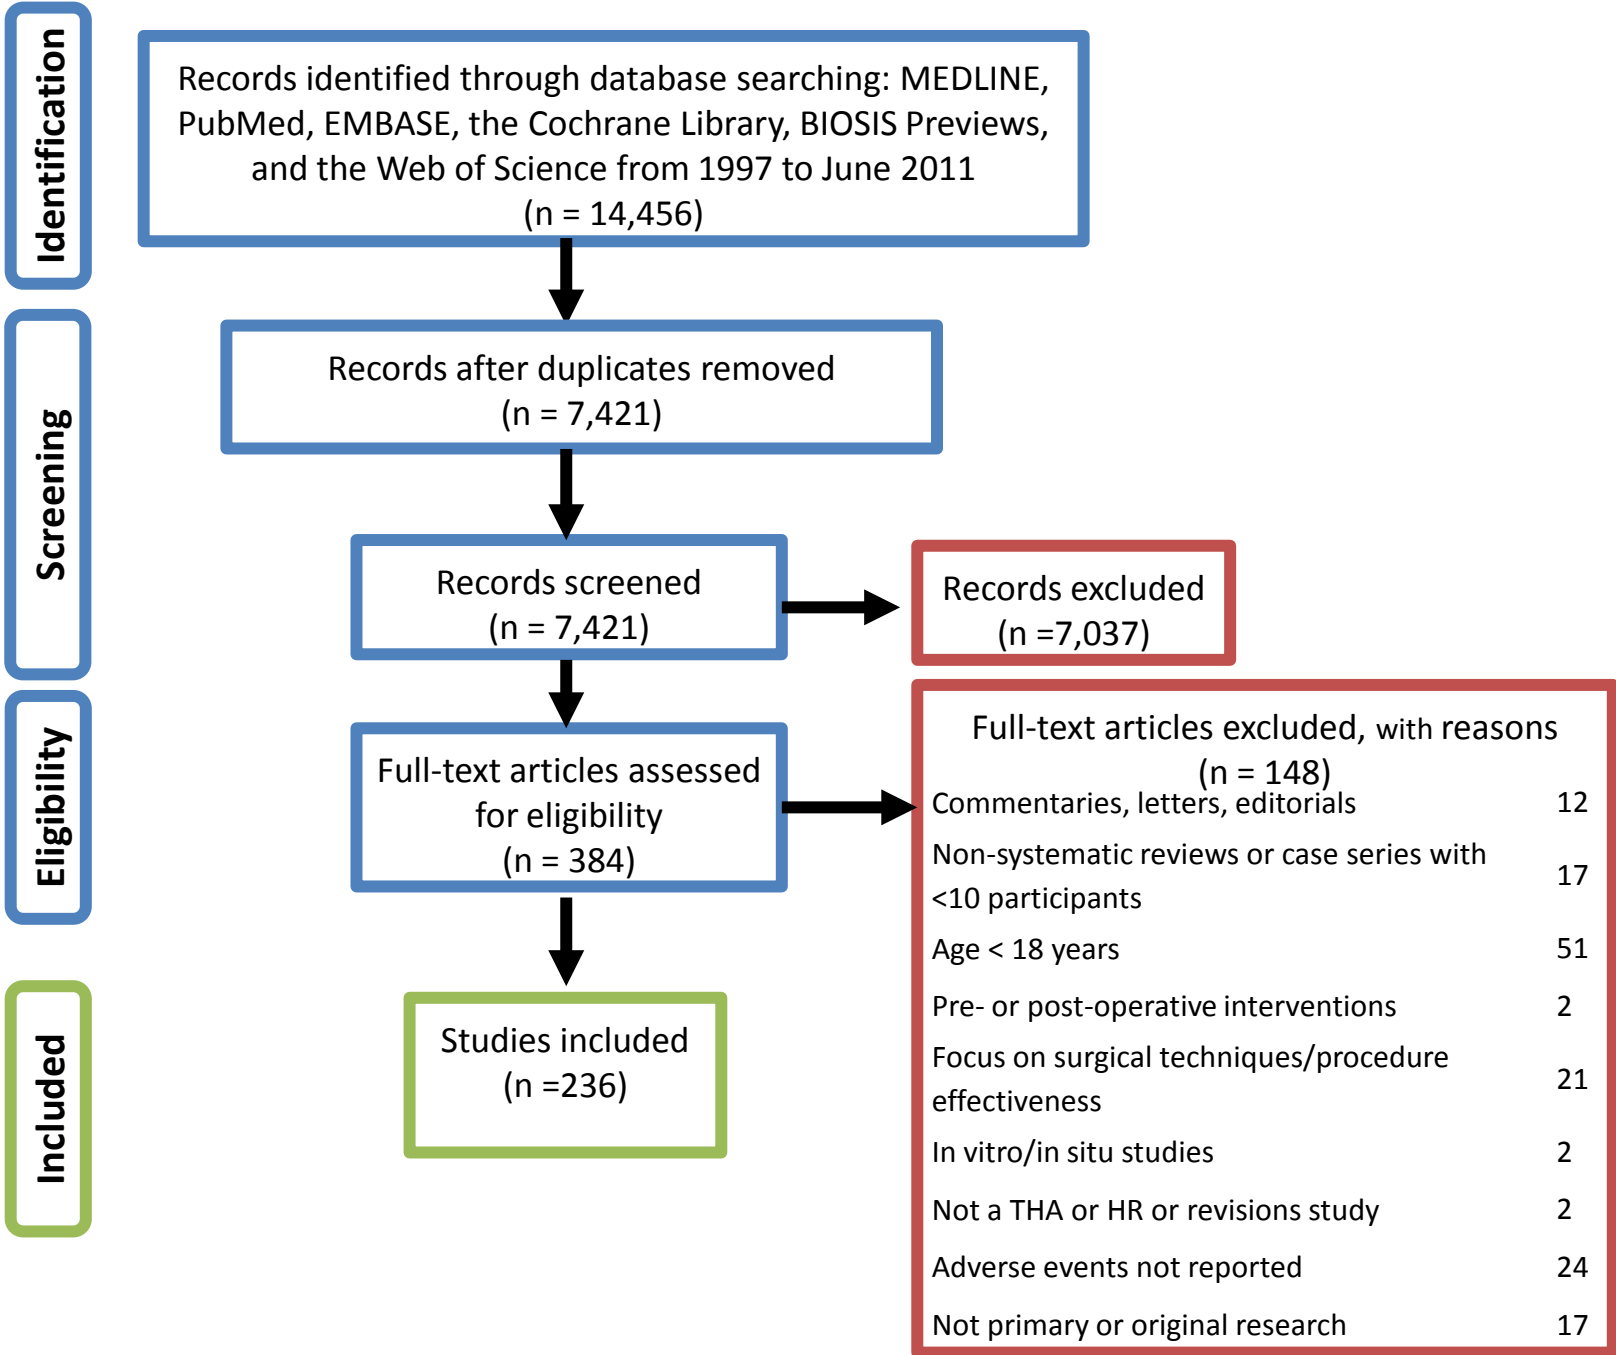 Identification
Records identified through database searching: MEDLINE,
PubMed, EMBASE, the Cochrane Library, BIOSIS Previews,
and the Web of Science from 1997 to June 2011
(n = 14,456)
Screening
Records after duplicates removed
(n = 7,421)
Records screened
(n = 7,421)
Records excluded
(n =7,037)
Eligibility
Full-text articles assessed
for eligibility
(n = 384)
Full-text articles excluded, with reasons
(n = 148)
Commentaries, letters, editorials 12
Non-systematic reviews or case series with
<10 participants 17
Age < 18 years 51
Pre- or post-operative interventions 2
Focus on surgical techniques/procedure
effectiveness 21
In vitro/in situ studies 2
Not a THA or HR or revisions study 2
Adverse events not reported 24
Not primary or original research 17
Included
Studies included
(n =236)